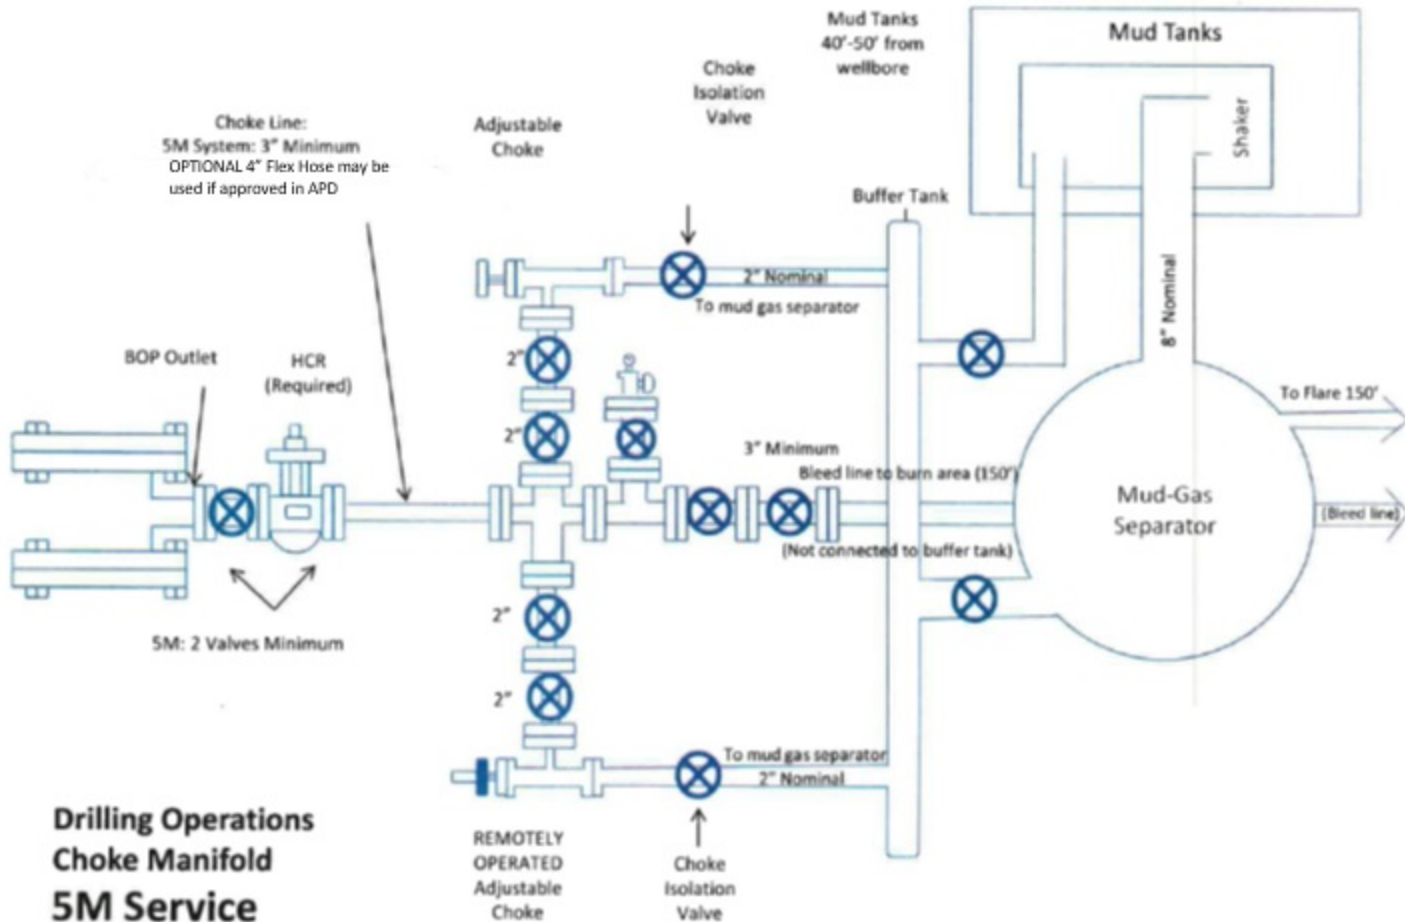 Mud Tanks
40'-50' from
wellbore
Mud Tanks
Choke
Isolation
Valve
Shaker
Choke Line:
5M System: 3" Minimum
OPTIONAL 4" Flex Hose may be
used if approved in APD
Adjustable
Choke
Buffer Tank
2" Nominal
To mud gas separator
8" Nominal
BOP Outlet
HCR
(Required)
2"
2"
To Flare 150'
3" Minimum
Bleed line to burn area (150')
Mud-Gas
Separator
(Bleed line)
(Not connected to buffer tank)
2"
5M: 2 Valves Minimum
2"
To mud gas separator
2" Nominal
Drilling Operations
Choke Manifold
5M Service
REMOTELY
OPERATED
Adjustable
Choke
Choke
Isolation
Valve